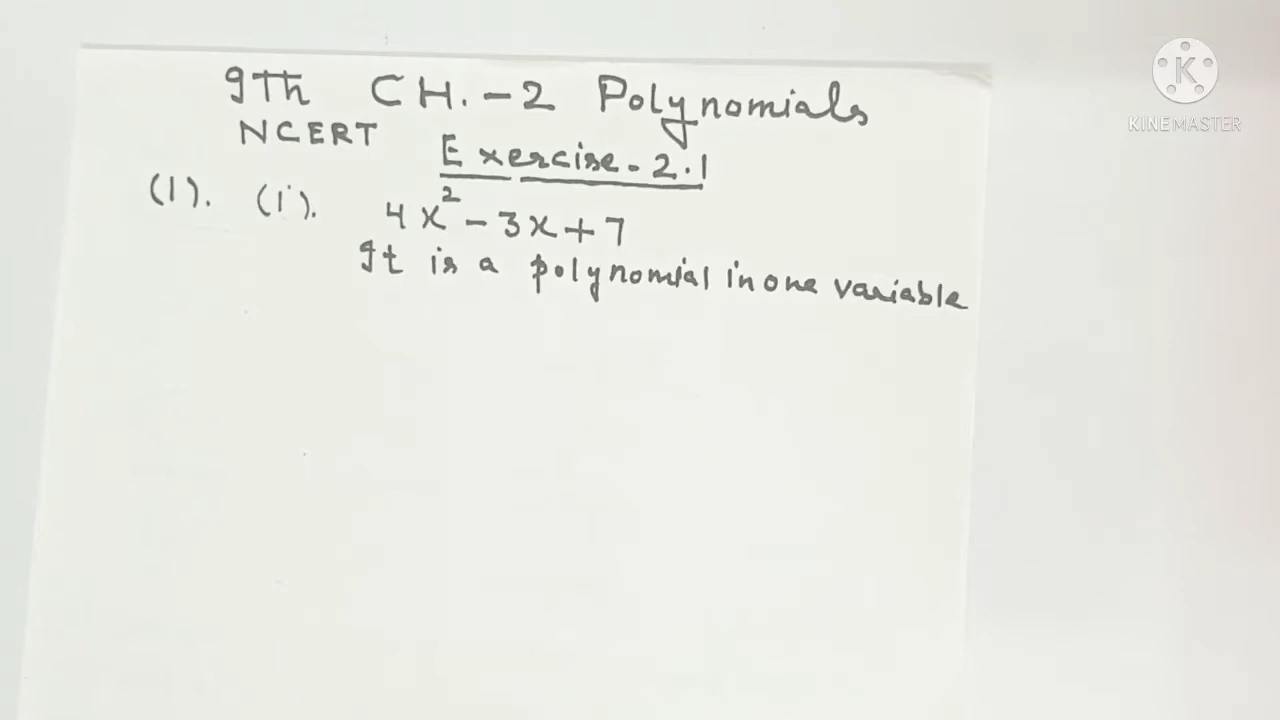 9Th CH.-2 Polynomials
NCERT
Exercise-2.1
(1). (i). 4x²-3x+7
It is a polynomial in one variable
K
KINEMASTER